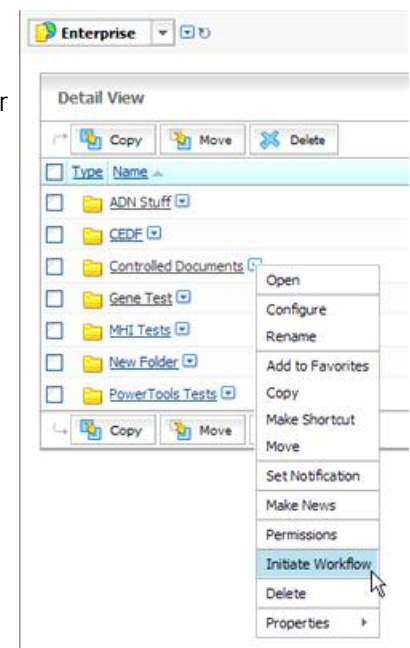 Enterprise
r
Detail View
Copy Move Delete
Type Name
ADN Stuff
CEDF
Controlled Documents
Gene Test
MHI Tests
New Folder
PowerTools Tests
Copy Move
Open
Configure
Rename
Add to Favorites
Copy
Make Shortcut
Move
Set Notification
Make News
Permissions
Initiate Workflow
Delete
Properties